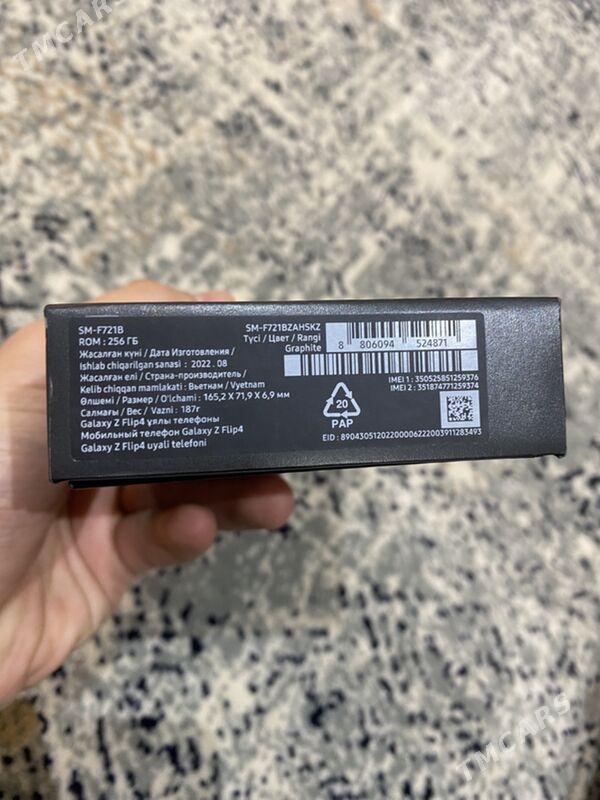 TMCARS
SM-F721B
ROM : 256 ГБ
Жасалған күні / Дата Изготовления /
Ishlab chiqarilgan sanasi : 2022 . 08
Жасалған елі / Страна-производитель /
Kelib chiqqan mamlakati : Вьетнам / Vyetnam
Өлшемі / Размер / O'lchami : 165,2 X 71,9 X 6,9 мм
Салмағы / Вес / Vazni : 187г
Galaxy Z Flip4 ұялы телефоны
Мобильный телефон Galaxy Z Flip4
Galaxy Z Flip4 uyali telefoni
SM-F721BZAHSKZ
Түсі / Цвет / Rangi
Graphite
8 806094 524871
IMEI 1 : 350525851259376
IMEI 2 : 351874771259374
20
PAP
EID : 89043051202200006222003911283493
TMCARS